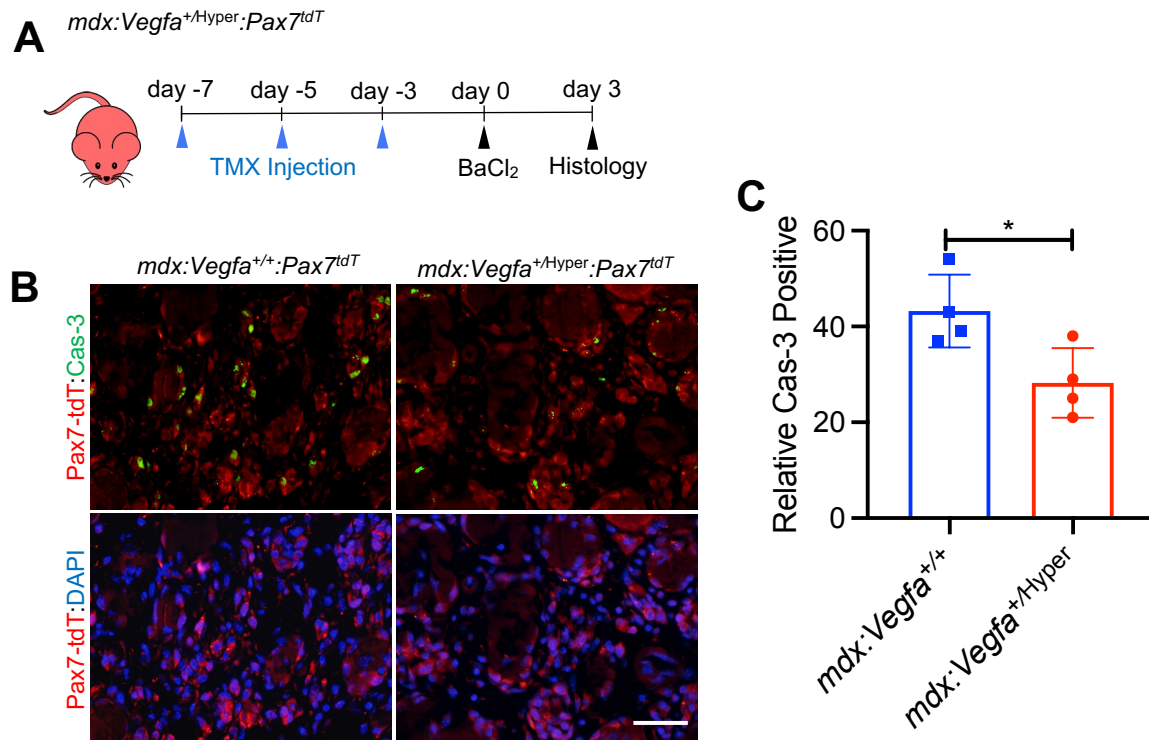 mdx:Vegfa+/Hyper:Pax7tdT
A
day -7 day -5 day -3 day 0 day 3
TMX Injection BaCl₂ Histology
B
mdx:Vegfa+/+:Pax7tdT mdx:Vegfa+/Hyper:Pax7tdT
Pax7-tdT:Cas-3
Pax7-tdT:DAPI
C
*
Relative Cas-3 Positive
60
40
20
0
mdx:Vegfa+/+
mdx:Vegfa+/Hyper